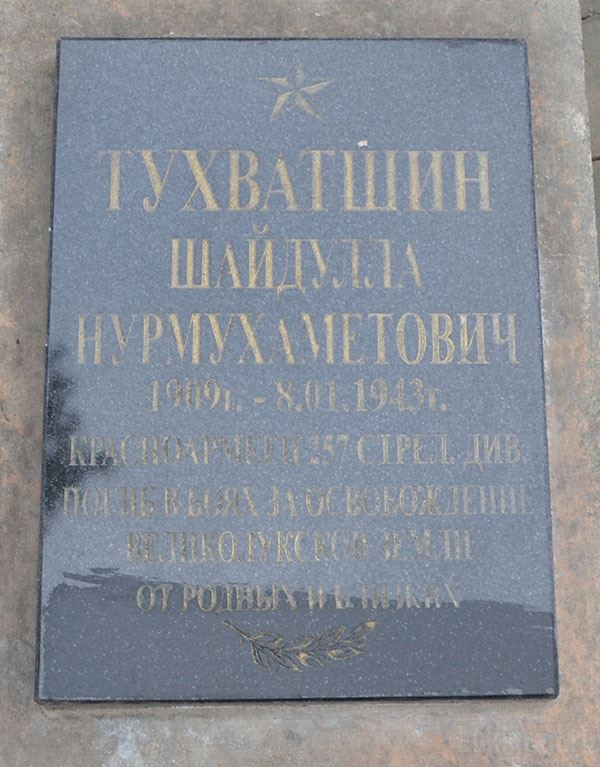 ТУХВАТШИН
ШАЙДУЛЛА
НУРМУХАМЕТОВИЧ
1909г. - 8.01.1943г.
КРАСНОАРМЕЕЦ 257 СТРЕЛ. ДИВ.
ПОГИБ В БОЯХ ЗА ОСВОБОЖДЕНИЕ
ВЕЛИКОЛУКСКОЙ ЗЕМЛИ
ОТ РОДНЫХ И БЛИЗКИХ